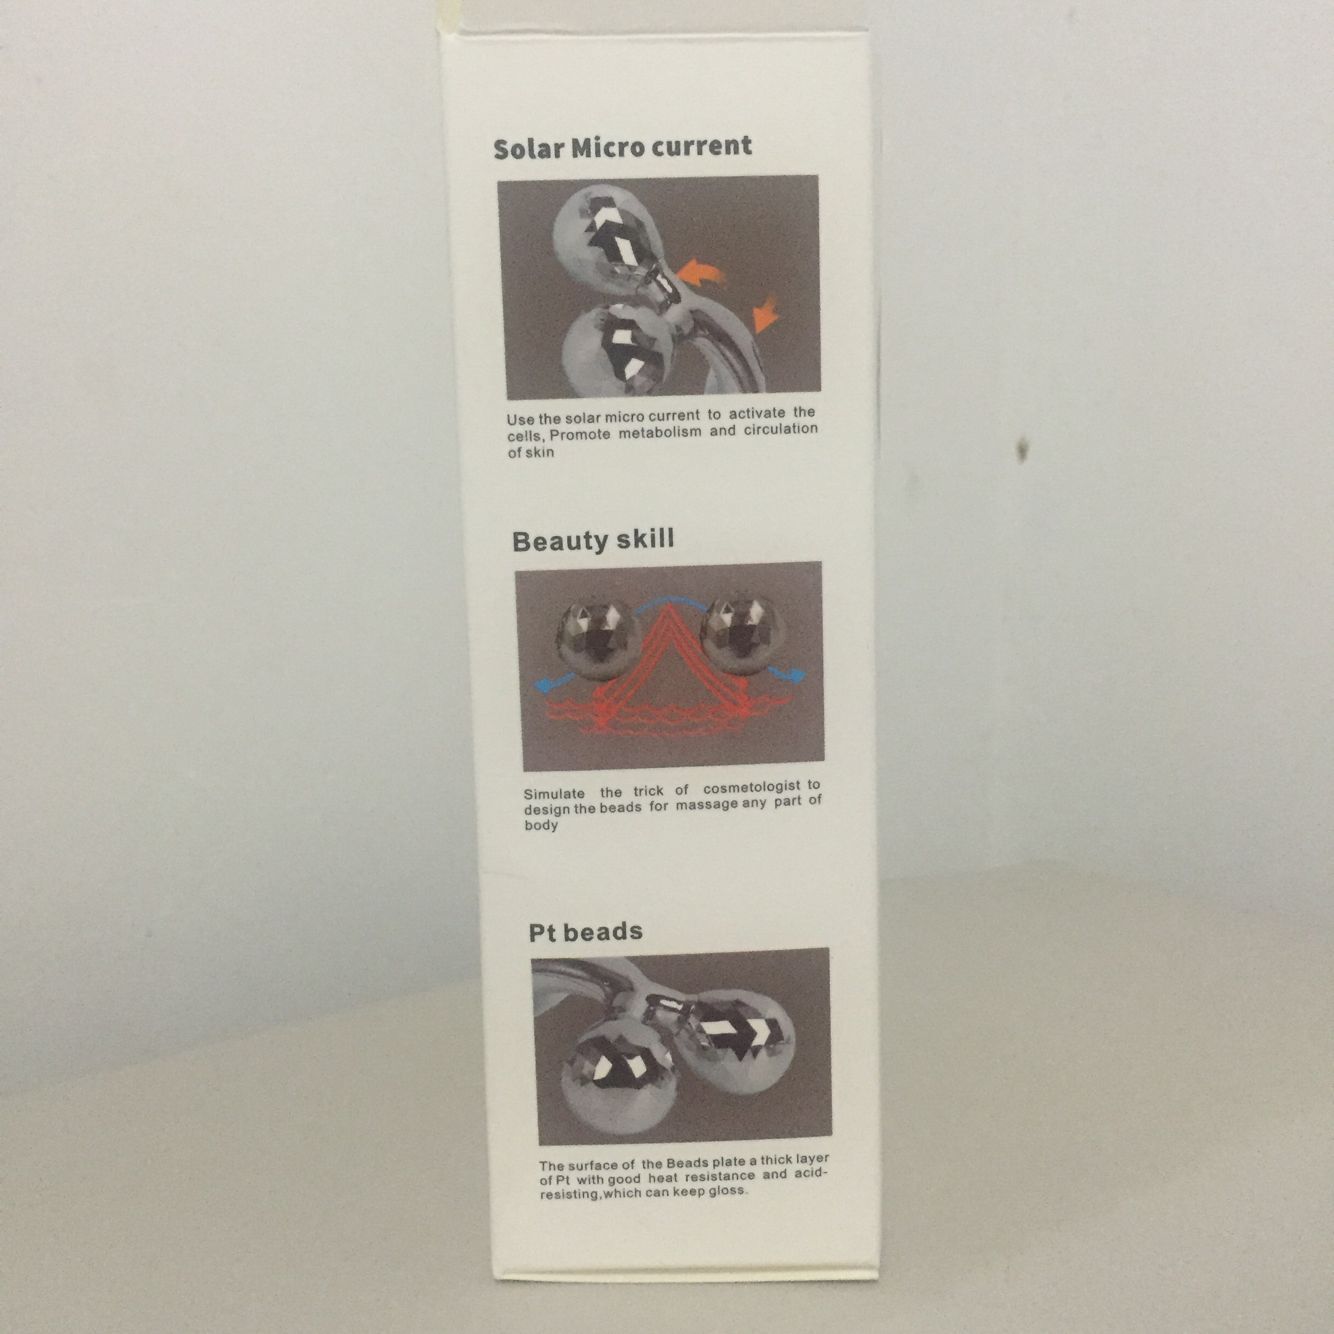 Solar Micro current
Use the solar micro current to activate the
cells, Promote metabolism and circulation
of skin
Beauty skill
Simulate the trick of cosmetologist to
design the beads for massage any part of
body
Pt beads
The surface of the Beads plate a thick layer
of Pt with good heat resistance and acid-
resisting,which can keep gloss.